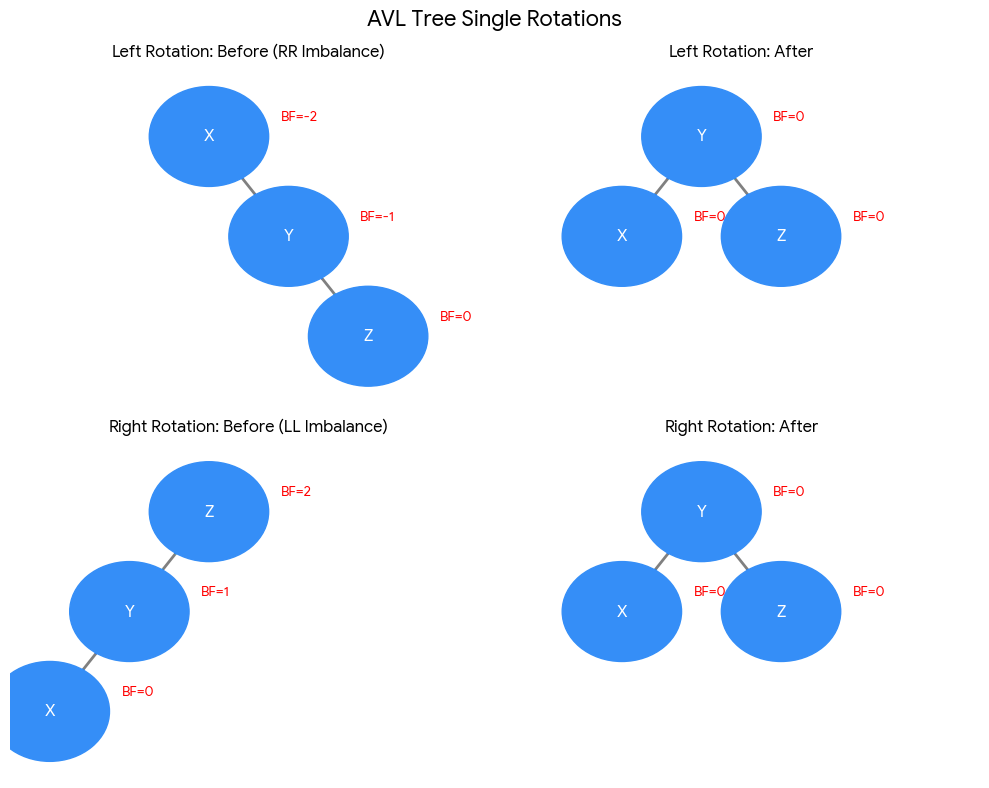 AVL Tree Single Rotations
Left Rotation: Before (RR Imbalance)
X
BF=-2
Y
BF=-1
Z
BF=0
Left Rotation: After
Y
BF=0
X
BF=0
Z
BF=0
Right Rotation: Before (LL Imbalance)
Z
BF=2
Y
BF=1
X
BF=0
Right Rotation: After
Y
BF=0
X
BF=0
Z
BF=0